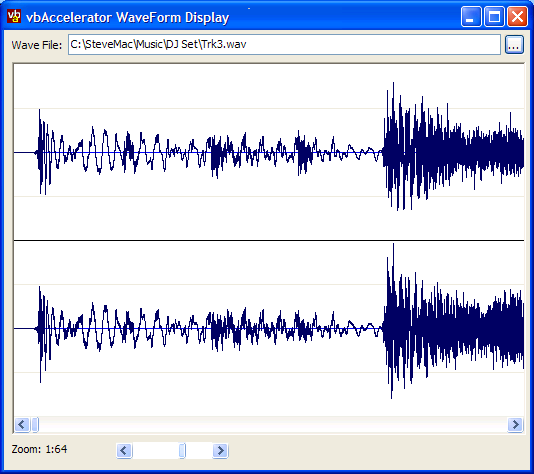 vbAccelerator WaveForm Display
Wave File: C:\SteveMac\Music\DJ Set\Trk3.wav ...
Zoom: 1:64